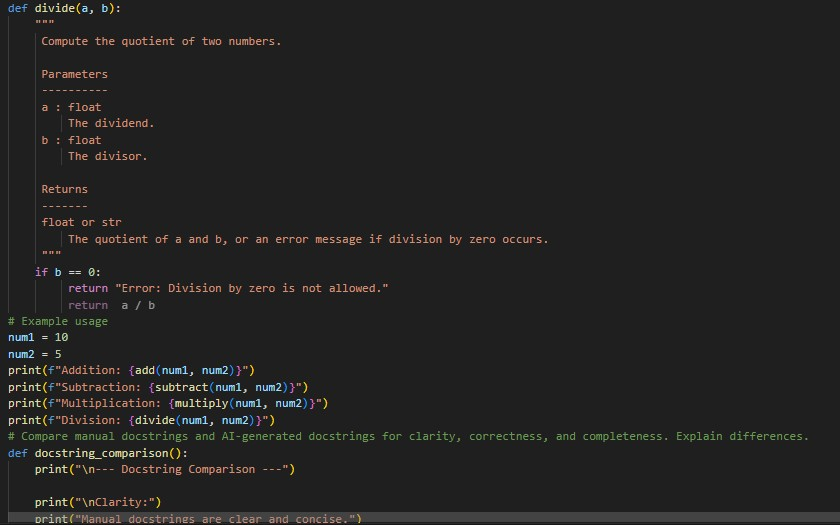 def divide(a, b):
    """
     Compute the quotient of two numbers.

     Parameters
     ----------
     a : float
         The dividend.
     b : float
         The divisor.

     Returns
     -------
     float or str
         The quotient of a and b, or an error message if division by zero occurs.
     """
    if b == 0:
         return "Error: Division by zero is not allowed."
         return  a / b
# Example usage
num1 = 10
num2 = 5
print(f"Addition: {add(num1, num2)}")
print(f"Subtraction: {subtract(num1, num2)}")
print(f"Multiplication: {multiply(num1, num2)}")
print(f"Division: {divide(num1, num2)}")
# Compare manual docstrings and AI-generated docstrings for clarity, correctness, and completeness. Explain differences.
def docstring_comparison():
    print("\n--- Docstring Comparison ---")

    print("\nClarity:")
    print("Manual docstrings are clear and concise.")